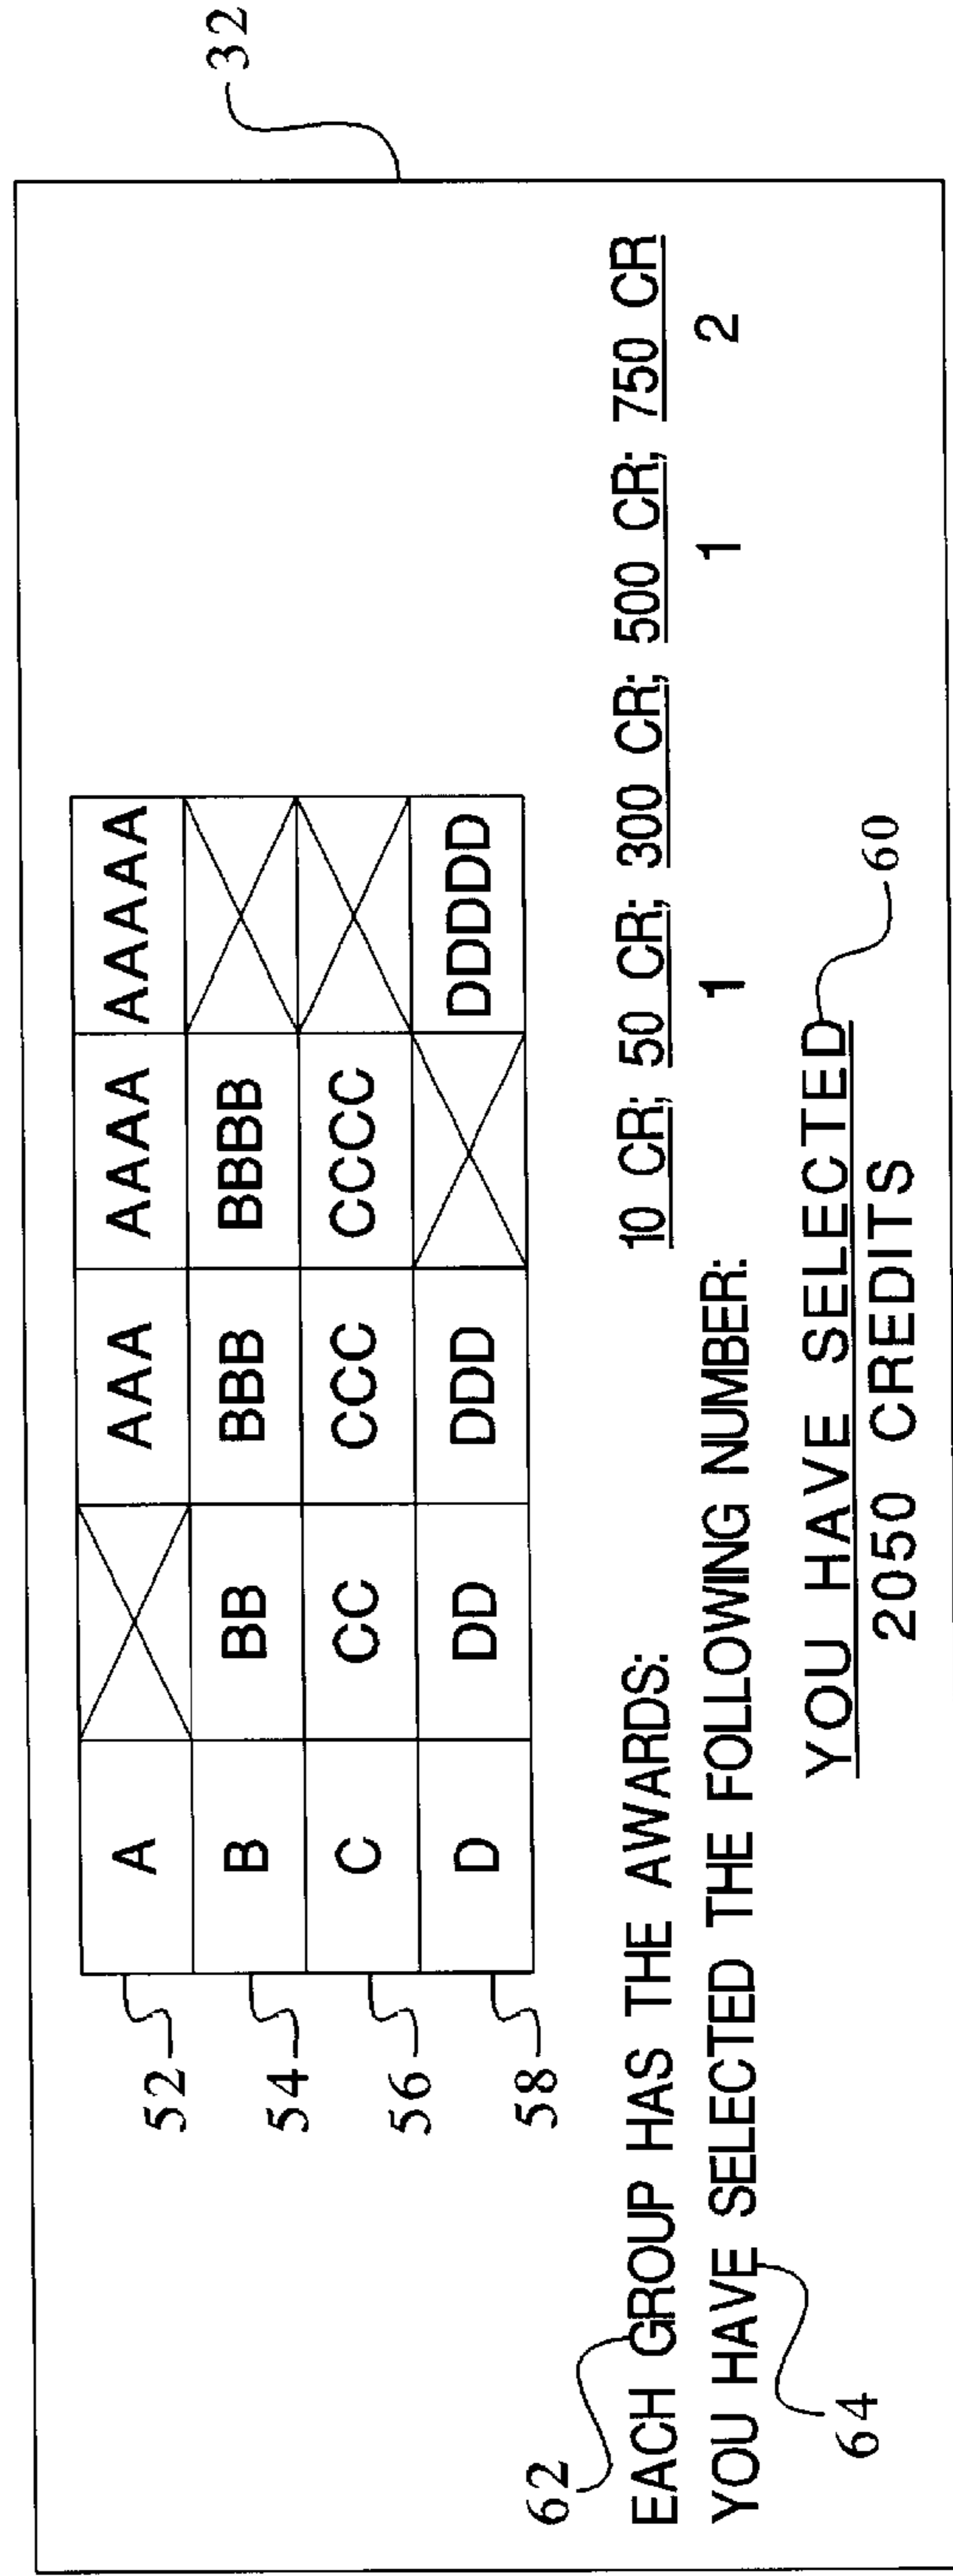 32
52 A AAA AAAA AAAAA
54 B BB BBB BBBB
56 C CC CCC CCCC
58 D DD DDD DDDDD
62
EACH GROUP HAS THE AWARDS: 10 CR; 50 CR; 300 CR; 500 CR; 750 CR
YOU HAVE SELECTED THE FOLLOWING NUMBER: 1 1 2
64
YOU HAVE SELECTED 60
2050 CREDITS